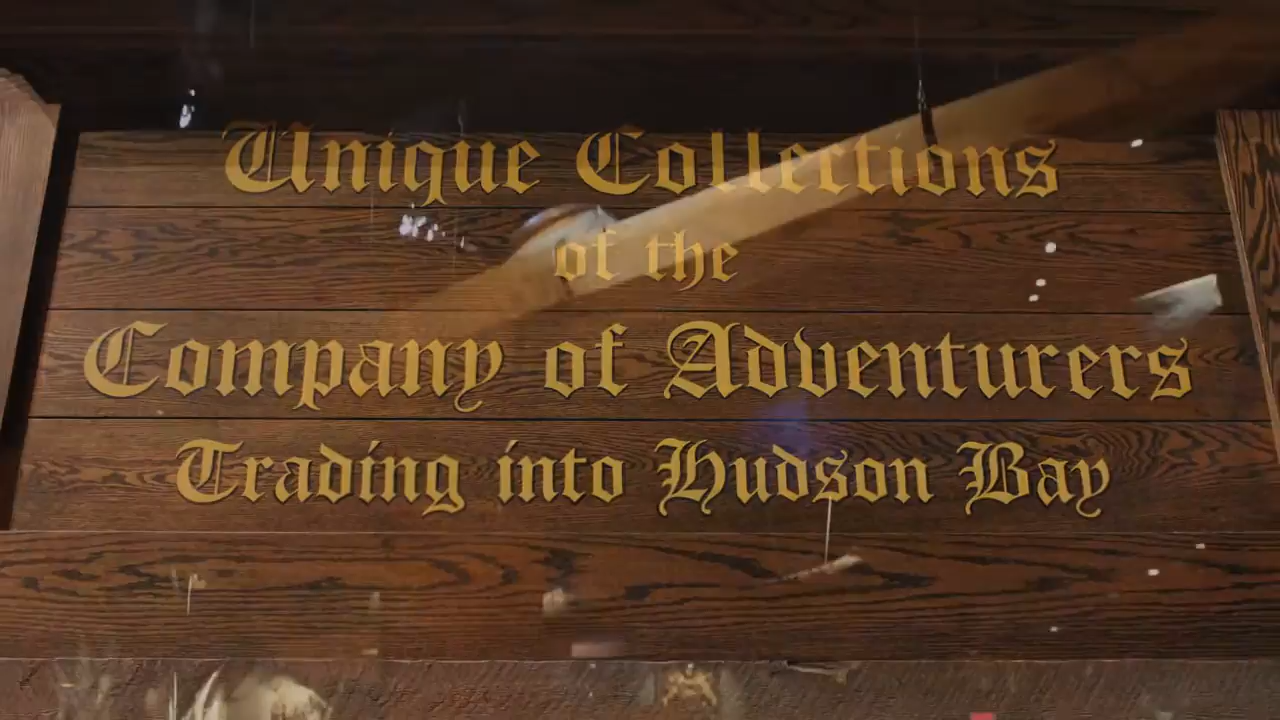 Unique Collections
of the
Company of Adventurers
Trading into Hudson Bay